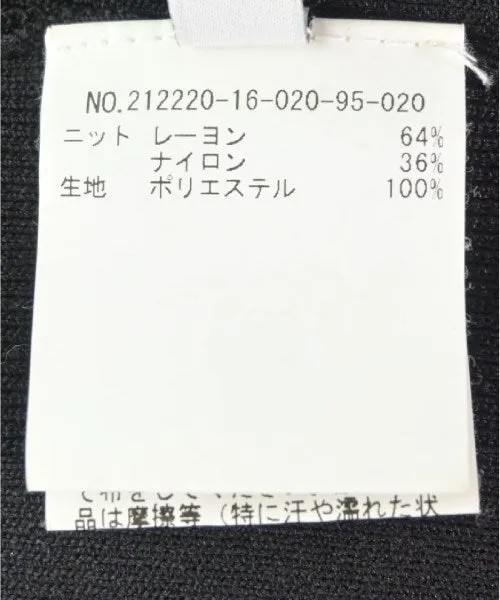 NO.212220-16-020-95-020
ニット レーヨン 64%
ナイロン 36%
生地 ポリエステル 100%
品は摩擦等(特に汗や濡れた状